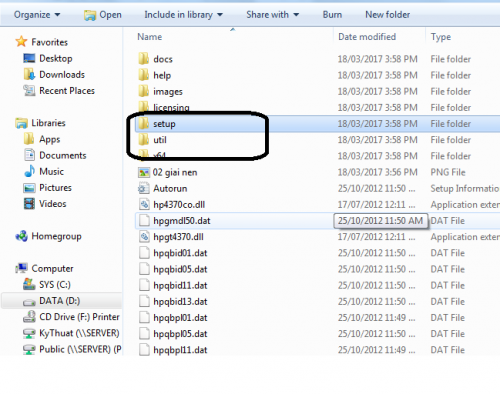 Organize Open Include in library Share with Burn New folder
Favorites
Desktop
Downloads
Recent Places
Libraries
Apps
Documents
Music
Pictures
Videos
Homegroup
Computer
SYS (C:)
DATA (D:)
CD Drive (F:) Printer
KyThuat (\\SERVER) (
Public (\\SERVER) (P
Name Date modified Type
docs 18/03/2017 3:58 PM File folder
help 18/03/2017 3:58 PM File folder
images 18/03/2017 3:58 PM File folder
licensing 18/03/2017 3:58 PM File folder
setup 18/03/2017 3:58 PM File folder
util 18/03/2017 3:58 PM File folder
x64 18/03/2017 3:58 PM File folder
02 giai nen 18/03/2017 3:56 PM PNG File
Autorun 25/10/2012 11:50 ... Setup Informatio
hp4370co.dll 17/07/2012 12:11 ... Application exten
hpgmdl50.dat 25/10/2012 11:50 AM DAT File
hpgt4370.dll 17/07/2012 12:11 ... Application exten
hpqbid01.dat 25/10/2012 11:50 ... DAT File
hpqbid05.dat 25/10/2012 11:50 ... DAT File
hpqbid11.dat 25/10/2012 11:50 ... DAT File
hpqbid13.dat 25/10/2012 11:50 ... DAT File
hpqbpl01.dat 25/10/2012 11:49 ... DAT File
hpqbpl05.dat 25/10/2012 11:50 ... DAT File
hpqbpl11.dat 25/10/2012 11:49 ... DAT File